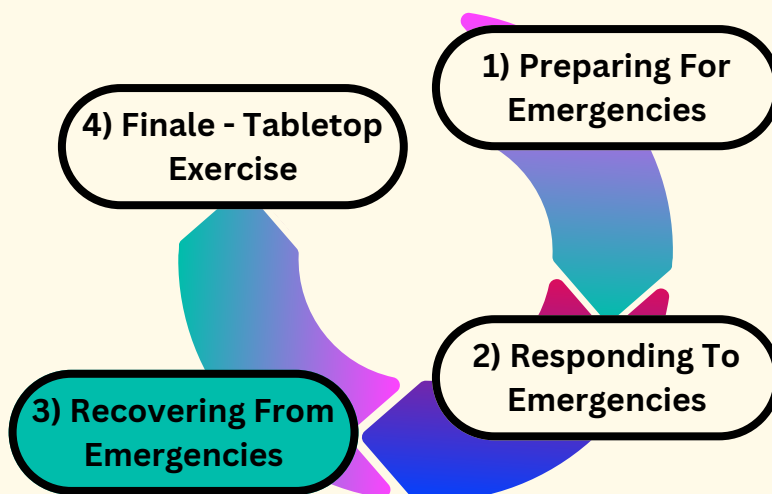 1) Preparing For
Emergencies
2) Responding To
Emergencies
3) Recovering From
Emergencies
4) Finale - Tabletop
Exercise